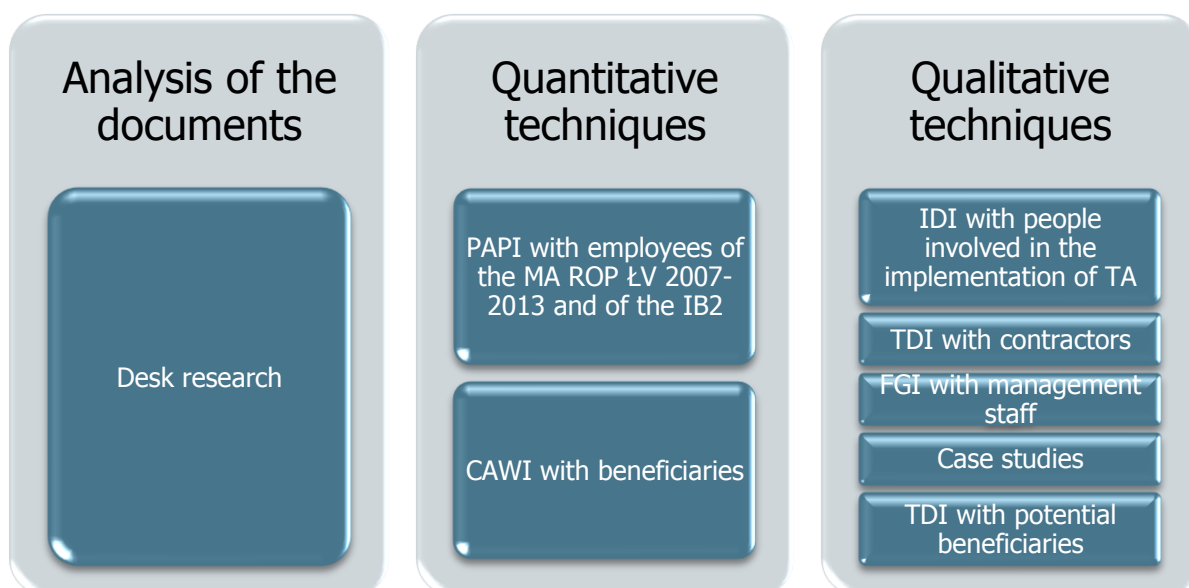 Analysis of the
documents
Desk research
Quantitative
techniques
PAPI with employees of
the MA ROP ŁV 2007-
2013 and of the IB2
CAWI with beneficiaries
Qualitative
techniques
IDI with people
involved in the
implementation of TA
TDI with contractors
FGI with management
staff
Case studies
TDI with potential
beneficiaries